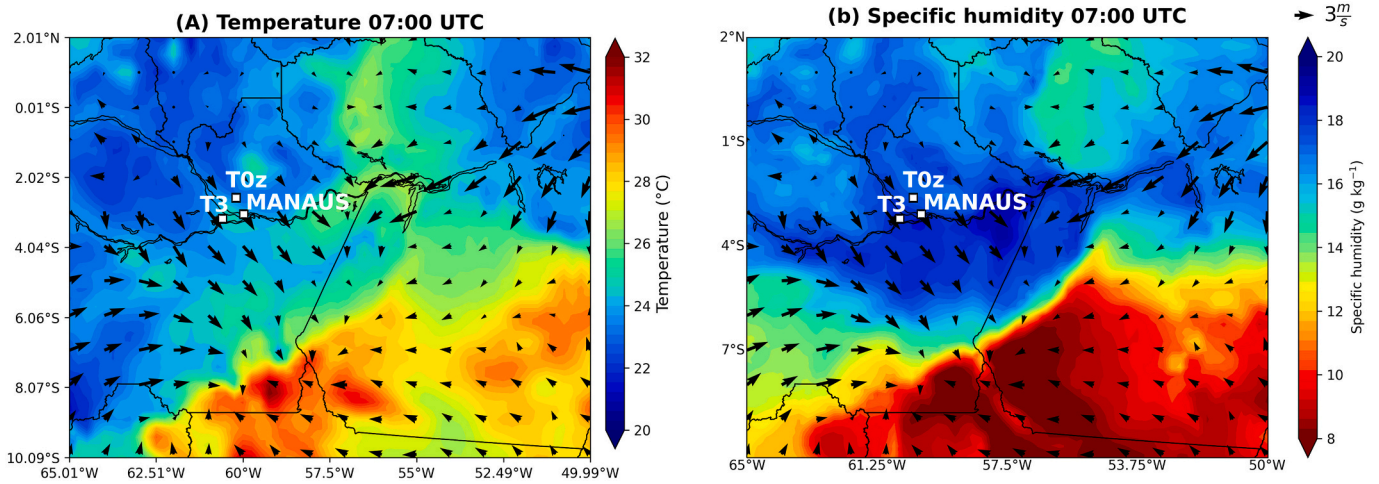 (A) Temperature 07:00 UTC
2.01°N
0.01°S
2.02°S
4.04°S
6.06°S
8.07°S
10.09°S
65.01°W 62.51°W 60°W 57.5°W 55°W 52.49°W 49.99°W
T0z
T3 MANAUS
32
30
28
26
24
22
20
Temperature (°C)
(b) Specific humidity 07:00 UTC
3 m/s
2°N
1°S
4°S
7°S
65°W 61.25°W 57.5°W 53.75°W 50°W
T0z
T3 MANAUS
20
18
16
14
12
10
8
Specific humidity (g kg⁻¹)